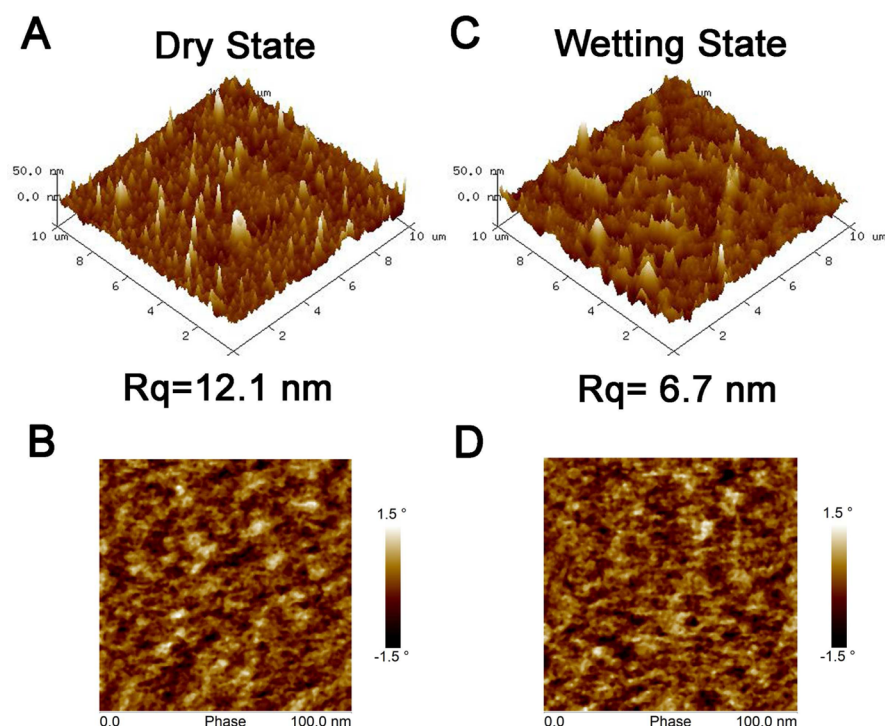 A
Dry State
50.0 nm
0.0 nm
10 um
8
6
4
2
2
4
6
8
10 um
Rq=12.1 nm
C
Wetting State
50.0 nm
0.0 nm
10 um
8
6
4
2
2
4
6
8
10 um
Rq= 6.7 nm
B
1.5 °
-1.5 °
0.0 Phase 100.0 nm
D
1.5 °
-1.5 °
0.0 Phase 100.0 nm